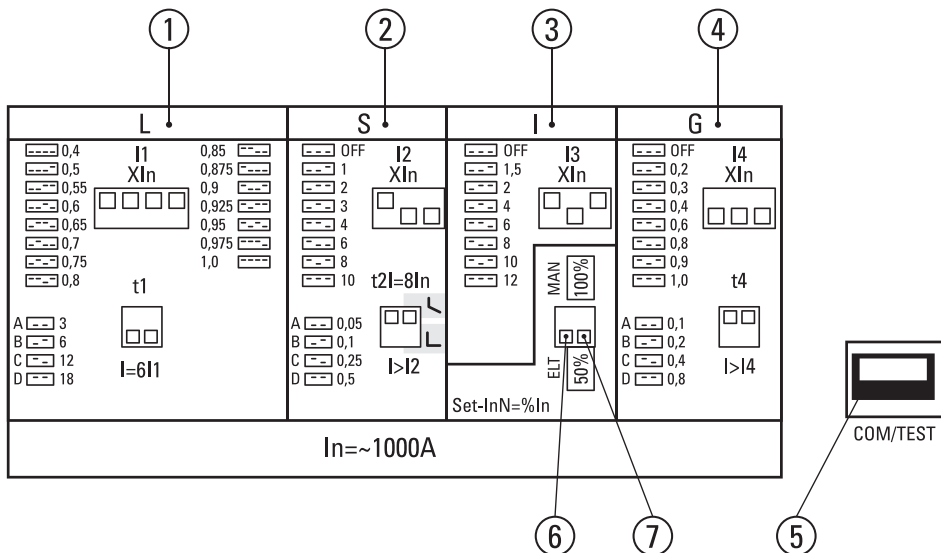 1 2 3 4
L S I G
0,4
0,5
0,55
0,6
0,65
0,7
0,75
0,8
I1
XIn
0,85
0,875
0,9
0,925
0,95
0,975
1,0
t1
A 3
B 6
C 12
D 18
I=6I1
OFF
1
2
3
4
6
8
10
I2
XIn
t2I=8In
A 0,05
B 0,1
C 0,25
D 0,5
I>I2
OFF
1,5
2
4
6
8
10
12
I3
XIn
MAN 100%
ELT 50%
Set-InN=%In
OFF
0,2
0,3
0,4
0,6
0,8
0,9
1,0
I4
XIn
t4
A 0,1
B 0,2
C 0,4
D 0,8
I>I4
In=~1000A
COM/TEST
6 7 5